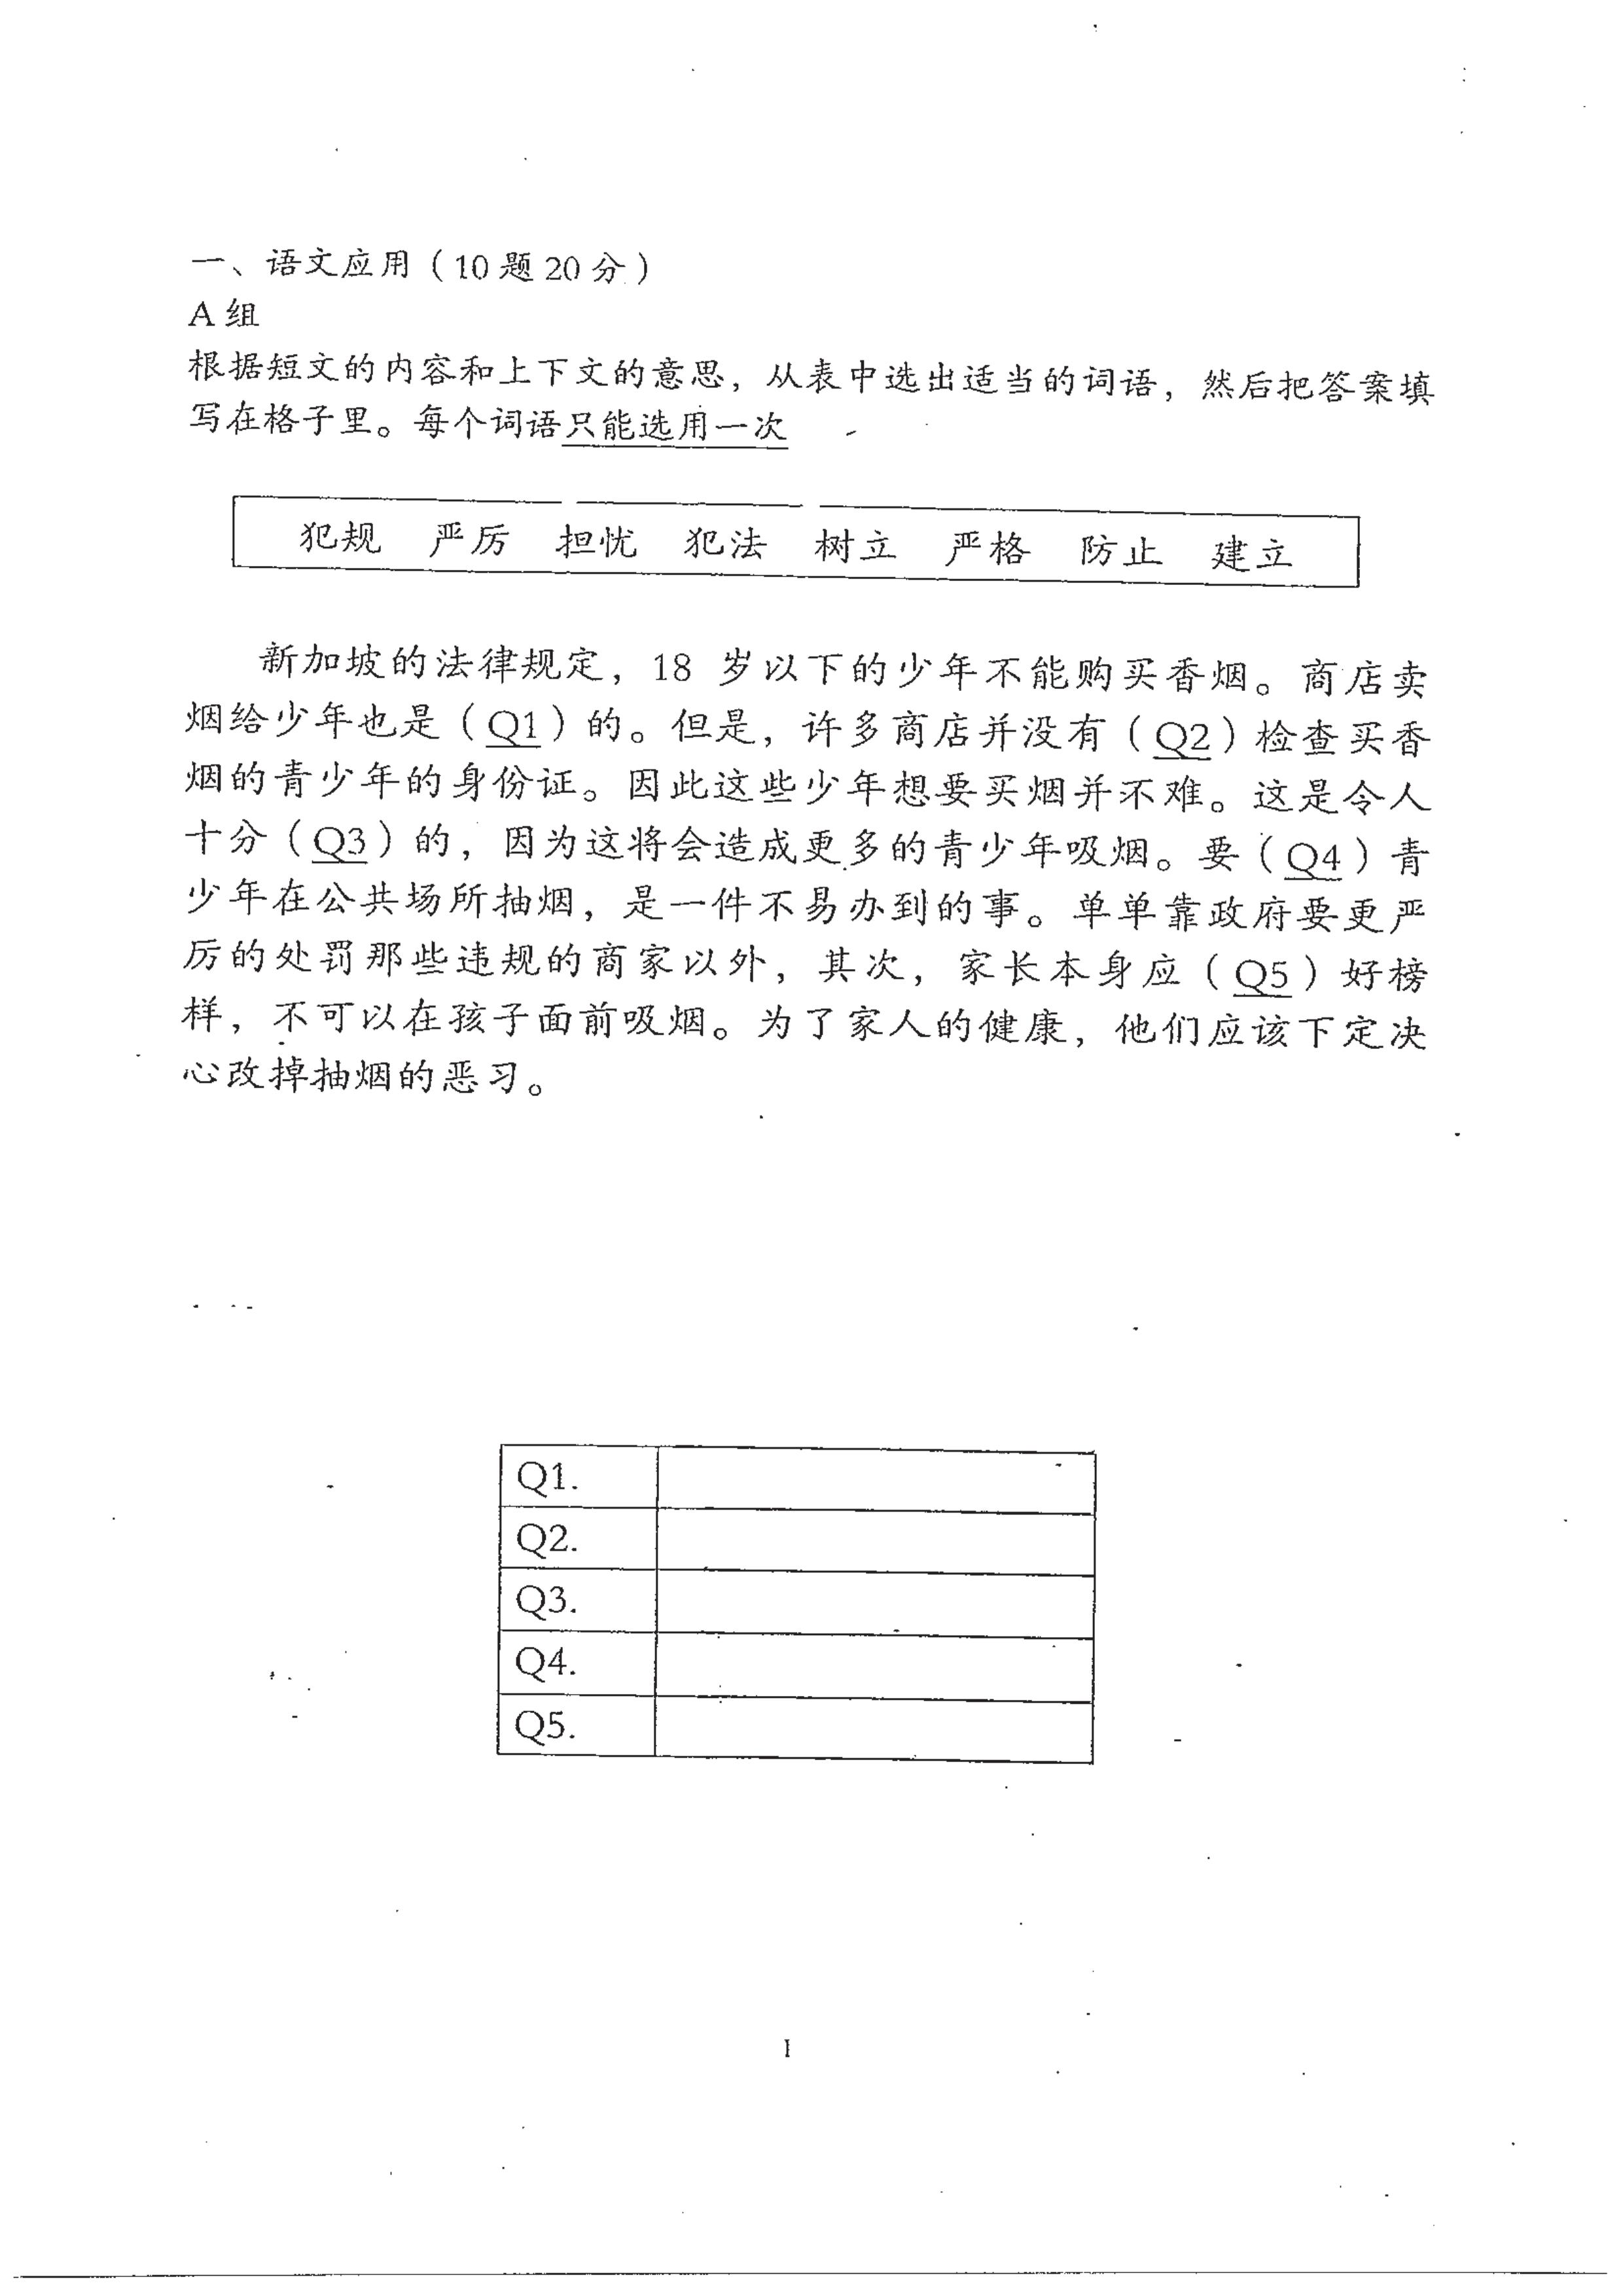 一、语文应用（10题20分）
A组
根据短文的内容和上下文的意思，从表中选出适当的词语，然后把答案填
写在格子里。每个词语只能选用一次
犯规 严厉 担忧 犯法 树立 严格 防止 建立
新加坡的法律规定，18 岁以下的少年不能购买香烟。商店卖
烟给少年也是（Q1）的。但是，许多商店并没有（Q2）检查买香
烟的青少年的身份证。因此这些少年想要买烟并不难。这是令人
十分（Q3）的，因为这将会造成更多的青少年吸烟。要（Q4）青
少年在公共场所抽烟，是一件不易办到的事。单单靠政府要更严
厉的处罚那些违规的商家以外，其次，家长本身应（Q5）好榜
样，不可以在孩子面前吸烟。为了家人的健康，他们应该下定决
心改掉抽烟的恶习。
Q1.
Q2.
Q3.
Q4.
Q5.
1